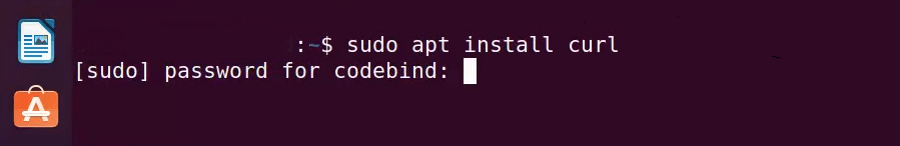 :~$ sudo apt install curl
[sudo] password for codebind: